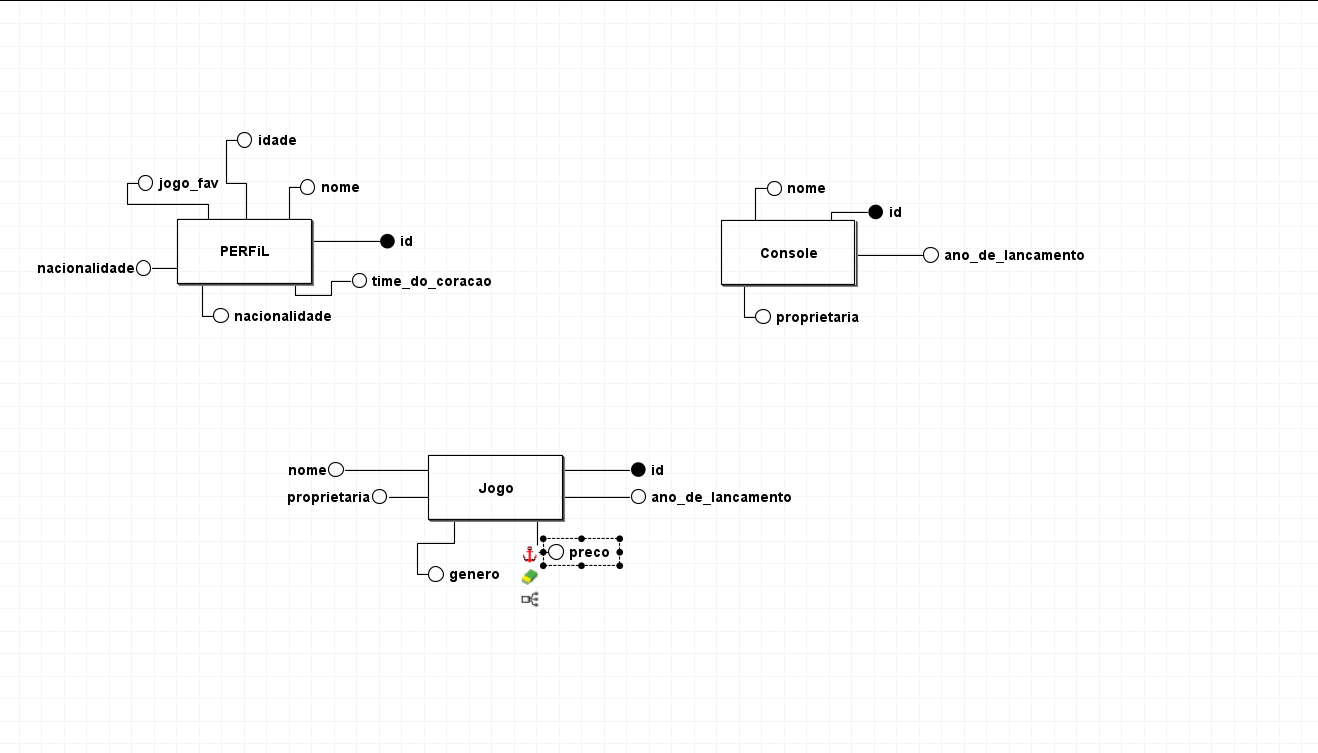 idade
jogo_fav
nome
PERFiL
id
nacionalidade
time_do_coracao
nacionalidade
nome
id
Console
ano_de_lancamento
proprietaria
nome
id
proprietaria
Jogo
ano_de_lancamento
preco
genero